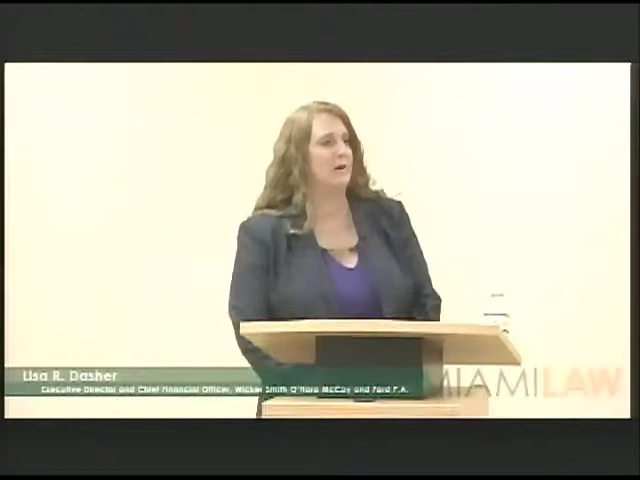 Lisa R. Dasher
Executive Director and Chief Financial Officer, Wicker Smith O'Hara McCoy and Ford P.A.
MIAMI LAW